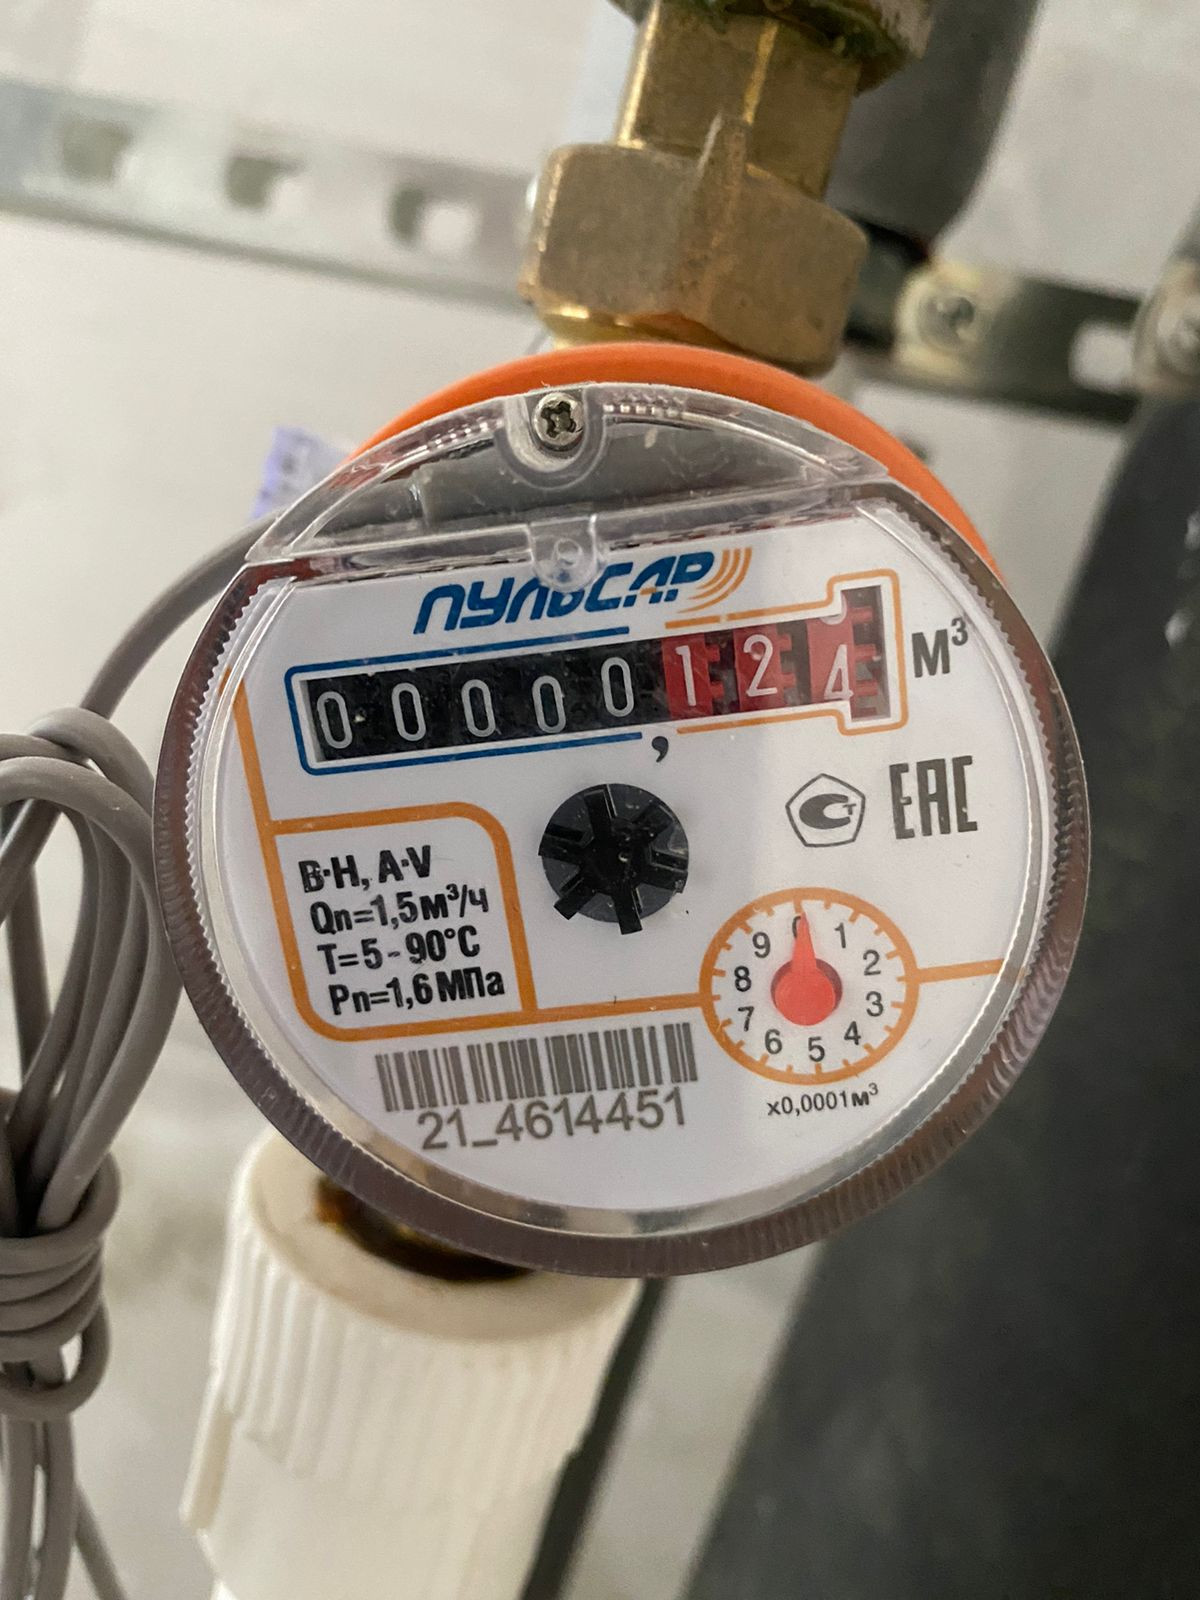 ПУЛЬСАР
00000124 м³
,
ЕАС
В·Н, А·V
Qn=1,5м³/ч
T=5-90°C
Pn=1,6 МПа
0
1
2
3
4
5
6
7
8
9
x0,0001м³
21_4614451